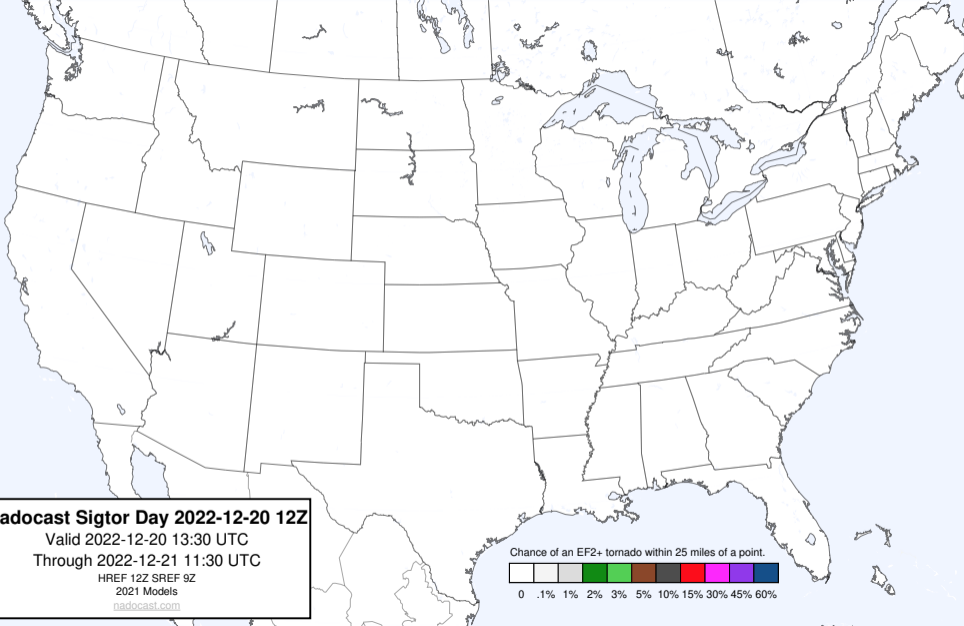 adocast Sigtor Day 2022-12-20 12Z
Valid 2022-12-20 13:30 UTC
Through 2022-12-21 11:30 UTC
HREF 12Z SREF 9Z
2021 Models
nadocast.com
Chance of an EF2+ tornado within 25 miles of a point.
0 .1% 1% 2% 3% 5% 10% 15% 30% 45% 60%